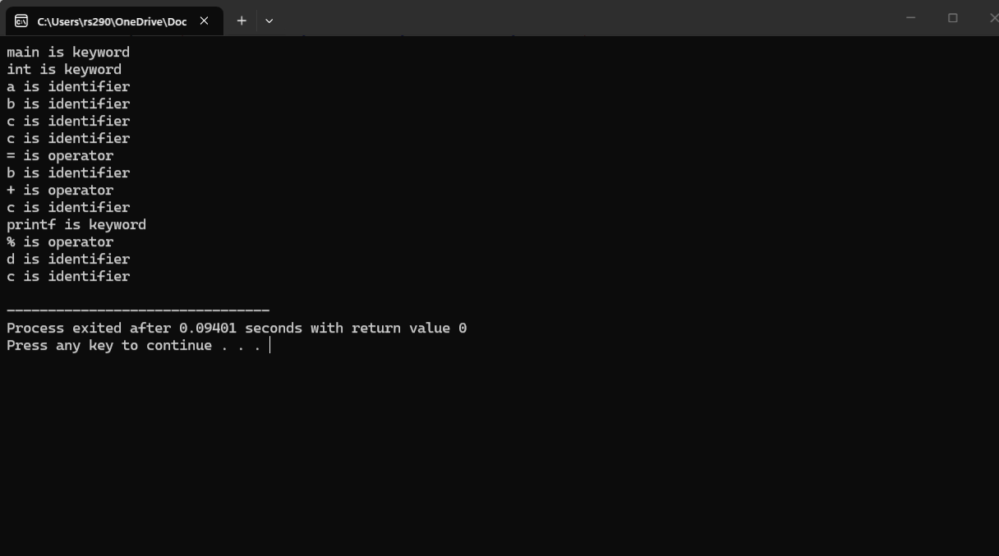 C:\Users\rs290\OneDrive\Doc
main is keyword
int is keyword
a is identifier
b is identifier
c is identifier
c is identifier
= is operator
b is identifier
+ is operator
c is identifier
printf is keyword
% is operator
d is identifier
c is identifier
--------------------------------
Process exited after 0.09401 seconds with return value 0
Press any key to continue . . .